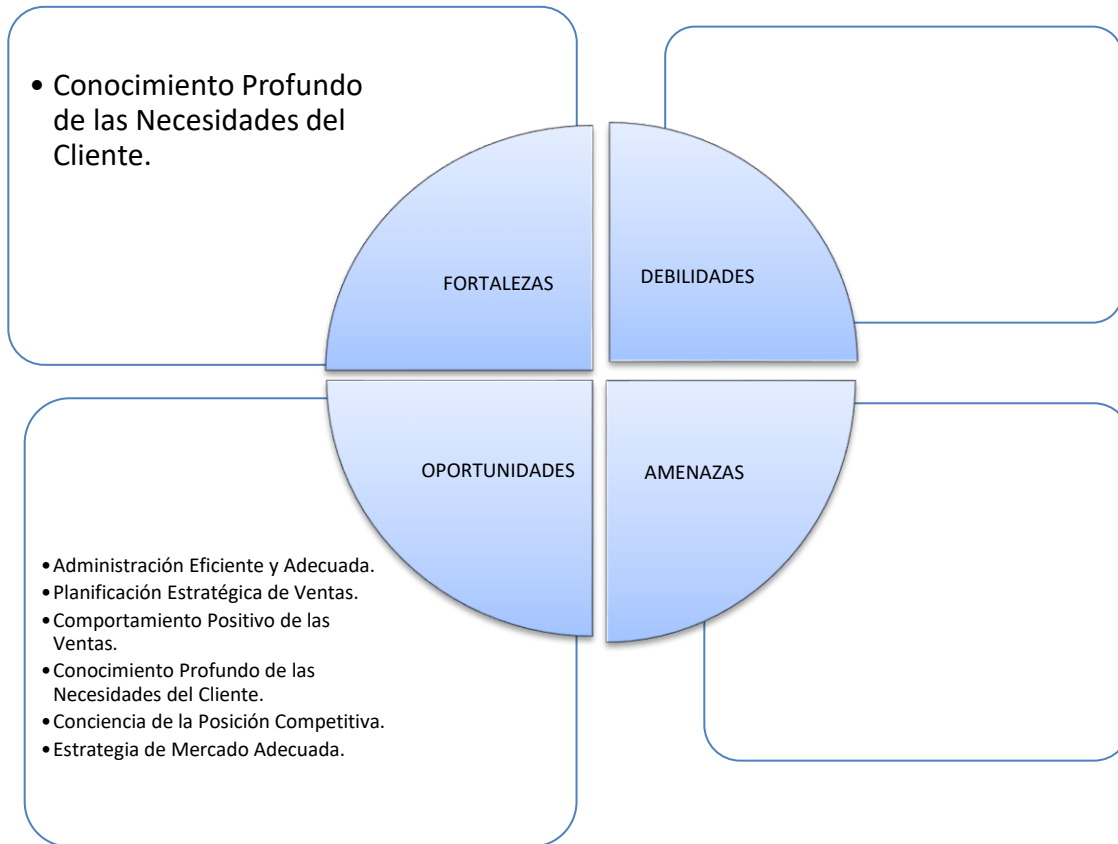 • Conocimiento Profundo
de las Necesidades del
Cliente.
FORTALEZAS
DEBILIDADES
OPORTUNIDADES
AMENAZAS
•Administración Eficiente y Adecuada.
•Planificación Estratégica de Ventas.
•Comportamiento Positivo de las
Ventas.
•Conocimiento Profundo de las
Necesidades del Cliente.
•Conciencia de la Posición Competitiva.
•Estrategia de Mercado Adecuada.